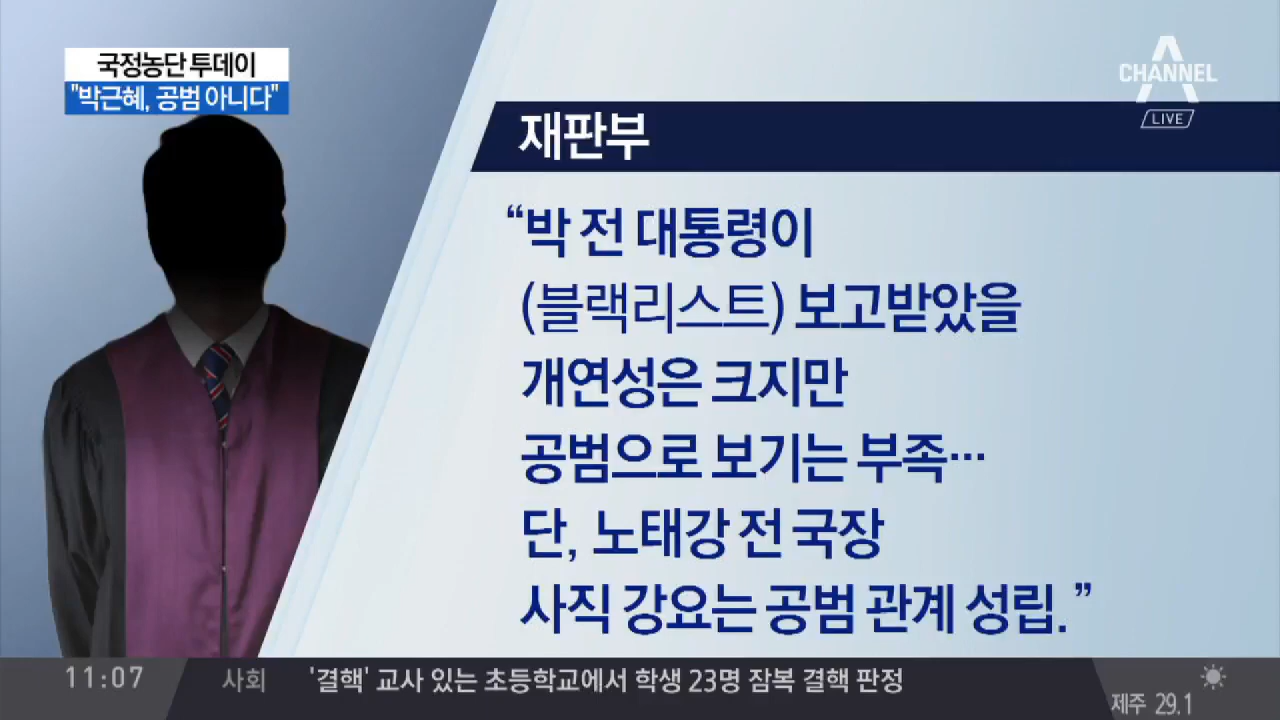 국정농단 투데이
"박근혜, 공범 아니다"
CHANNEL A
LIVE
재판부
“박 전 대통령이
(블랙리스트) 보고받았을
개연성은 크지만
공범으로 보기는 부족…
단, 노태강 전 국장
사직 강요는 공범 관계 성립.”
11:07 사회 '결핵' 교사 있는 초등학교에서 학생 23명 잠복 결핵 판정
제주 29.1